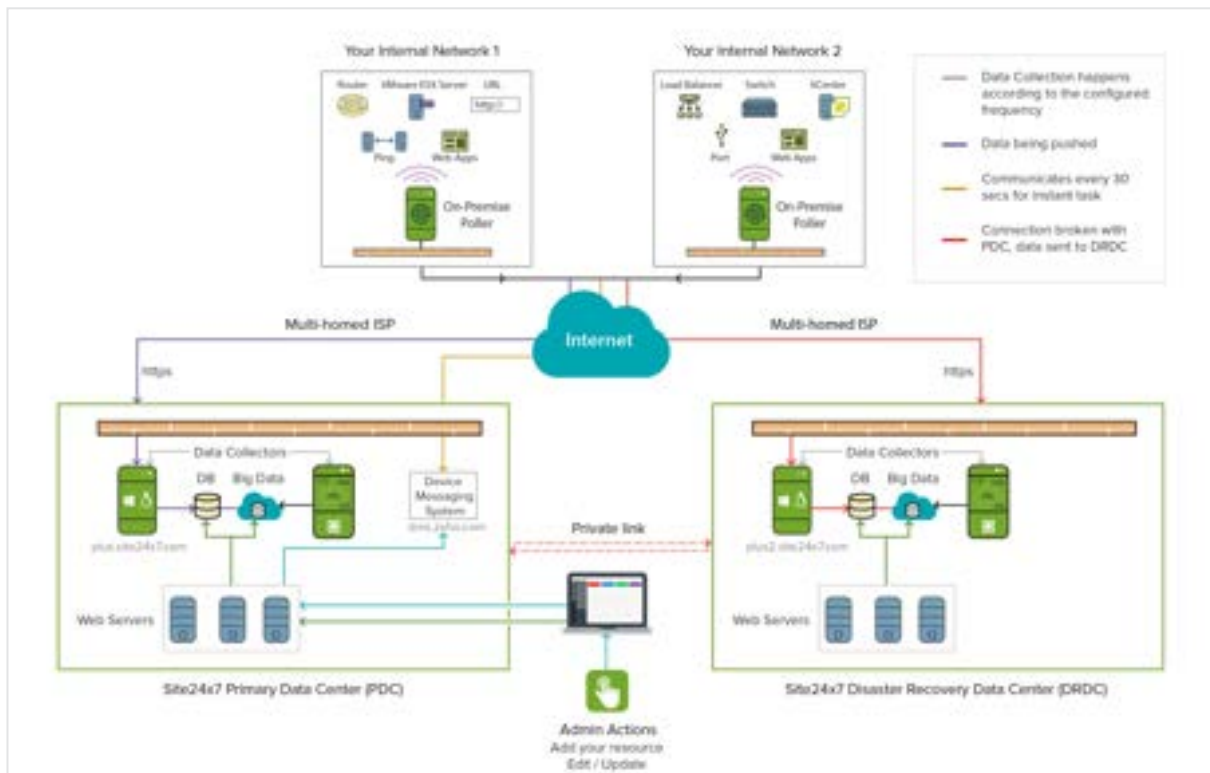 Your Internal Network 1
Router
VMware ESX Server
URL
http://
Ping
Web Apps
On-Premise
Poller
Your Internal Network 2
Load Balancer
Switch
vCenter
Port
Web Apps
On-Premise
Poller
Data Collection happens
according to the configured
frequency
Data being pushed
Communicates every 30
secs for instant task
Connection broken with
PDC, data sent to DRDC
Multi-homed ISP
Internet
Multi-homed ISP
https
https
Data Collectors
DB
Big Data
Device
Messaging
System
plus.site24x7.com
Web Servers
Site24x7 Primary Data Center (PDC)
Private link
Admin Actions
Add your resource
Edit / Update
Data Collectors
DB
Big Data
plus2.site24x7.com
Web Servers
Site24x7 Disaster Recovery Data Center (DRDC)